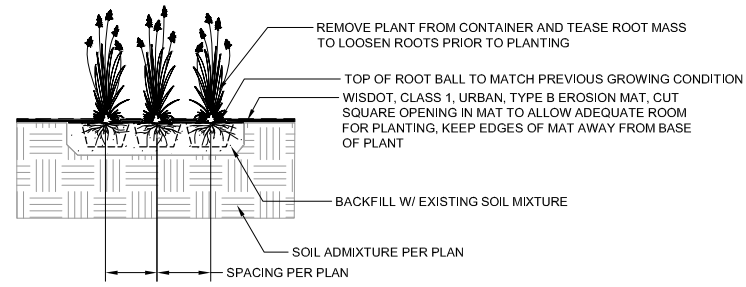 REMOVE PLANT FROM CONTAINER AND TEASE ROOT MASS
TO LOOSEN ROOTS PRIOR TO PLANTING
TOP OF ROOT BALL TO MATCH PREVIOUS GROWING CONDITION
WISDOT, CLASS 1, URBAN, TYPE B EROSION MAT, CUT
SQUARE OPENING IN MAT TO ALLOW ADEQUATE ROOM
FOR PLANTING, KEEP EDGES OF MAT AWAY FROM BASE
OF PLANT
BACKFILL W/ EXISTING SOIL MIXTURE
SOIL ADMIXTURE PER PLAN
SPACING PER PLAN